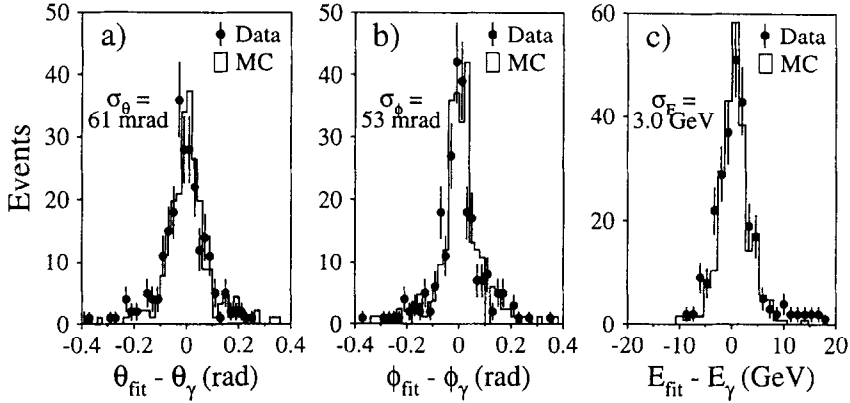 a)
Data
MC
σθ =
61 mrad
Events
50
40
30
20
10
0
-0.4 -0.2 0 0.2 0.4
θfit - θγ (rad)
b)
Data
MC
σϕ =
53 mrad
50
40
30
20
10
0
-0.4 -0.2 0 0.2 0.4
ϕfit - ϕγ (rad)
c)
Data
MC
σE =
3.0 GeV
60
40
20
0
-20 -10 0 10 20
Efit - Eγ (GeV)